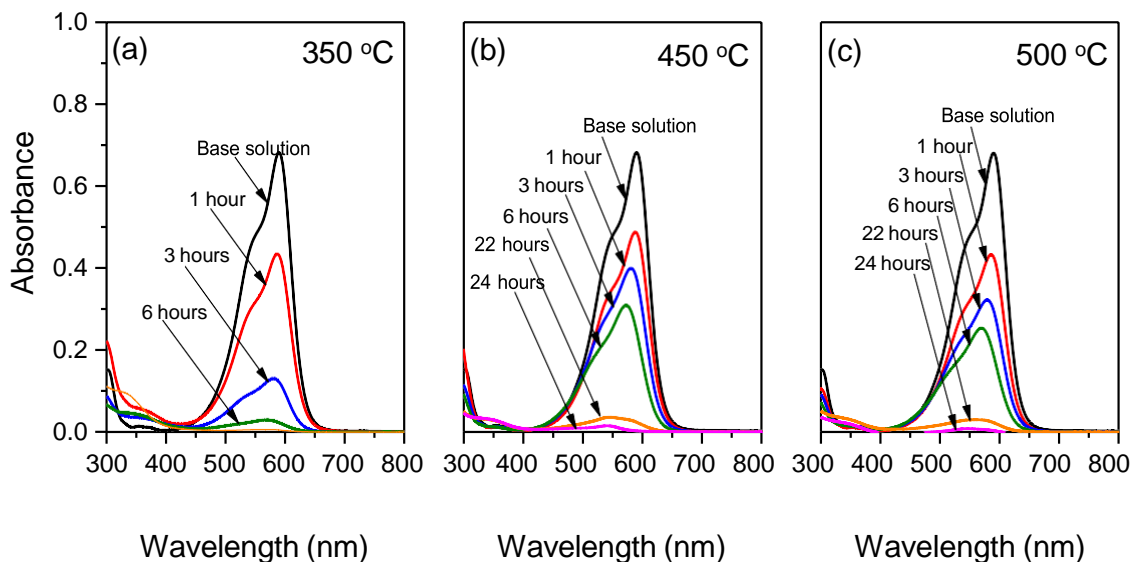 (a)
350 °C
Base solution
1 hour
3 hours
6 hours
(b)
450 °C
Base solution
1 hour
3 hours
6 hours
22 hours
24 hours
(c)
500 °C
Base solution
1 hour
3 hours
6 hours
22 hours
24 hours
Absorbance
1.0
0.8
0.6
0.4
0.2
0.0
300 400 500 600 700 800
300 400 500 600 700 800
300 400 500 600 700 800
Wavelength (nm)
Wavelength (nm)
Wavelength (nm)